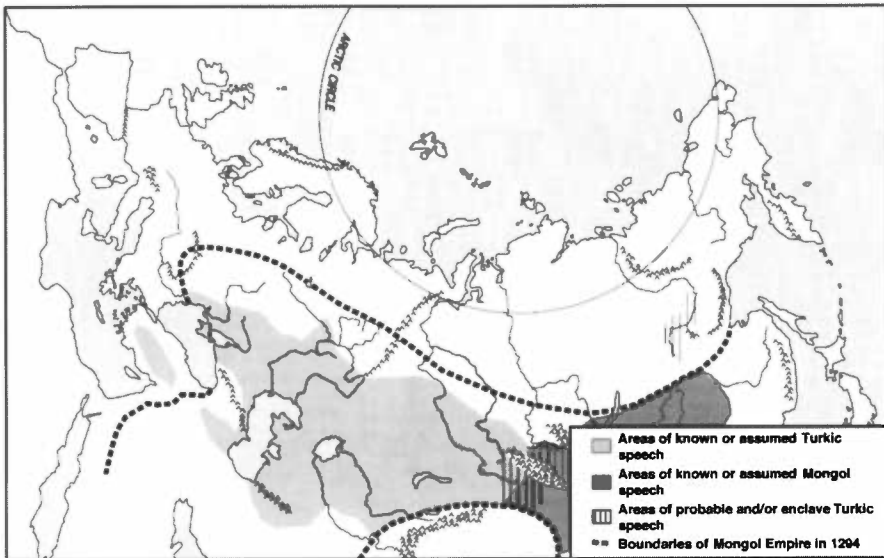 ARCTIC CIRCLE
Areas of known or assumed Turkic
speech
Areas of known or assumed Mongol
speech
Areas of probable and/or enclave Turkic
speech
Boundaries of Mongol Empire in 1294